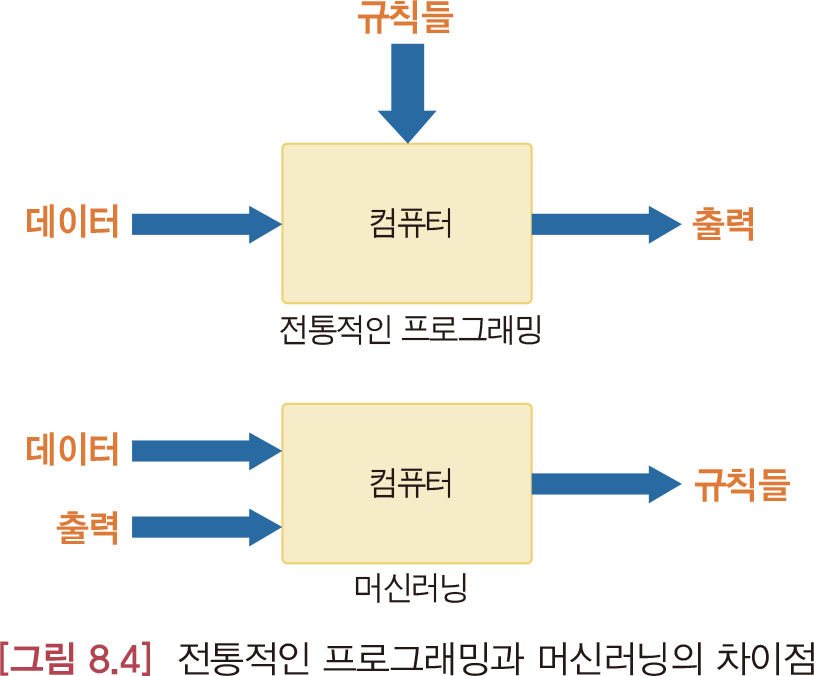 규칙들
데이터
컴퓨터
출력
전통적인 프로그래밍
데이터
출력
컴퓨터
규칙들
머신러닝
[그림 8.4] 전통적인 프로그래밍과 머신러닝의 차이점